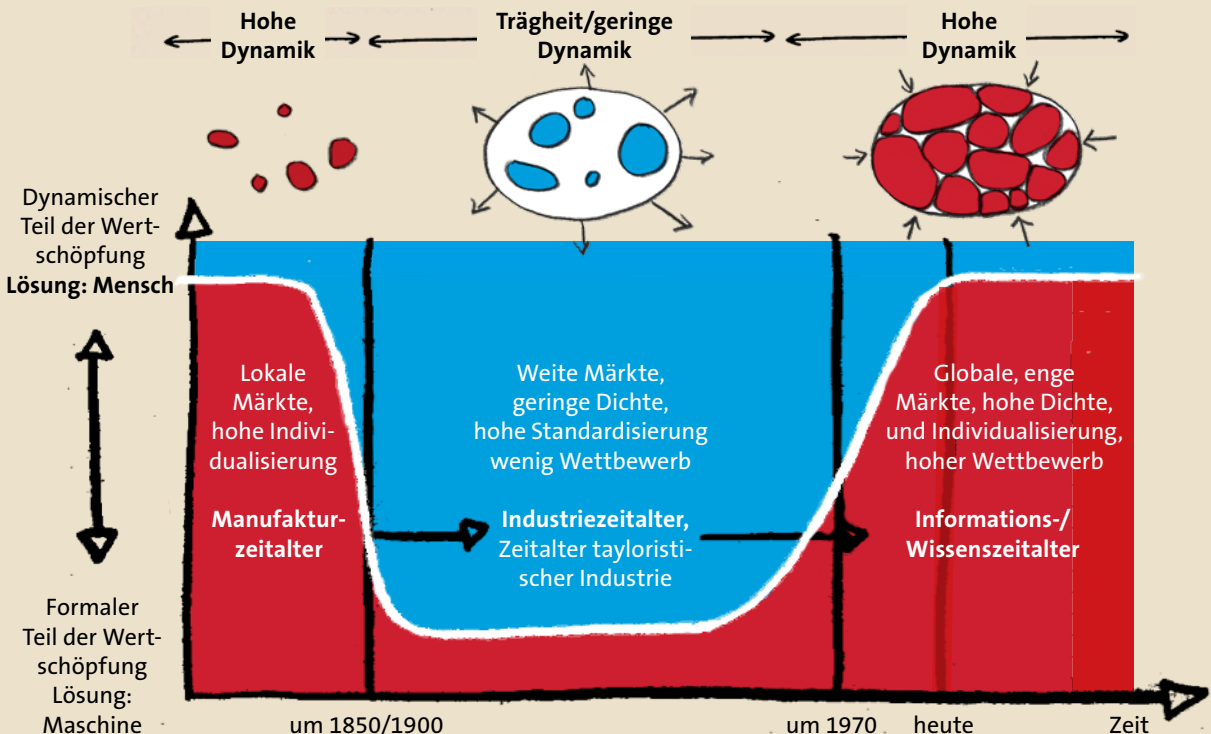 Hohe
Dynamik
Trägheit/geringe
Dynamik
Hohe
Dynamik
Dynamischer
Teil der Wert-
schöpfung
Lösung: Mensch
Lokale
Märkte,
hohe Indivi-
dualisierung
Manufaktur-
zeitalter
Weite Märkte,
geringe Dichte,
hohe Standardisierung
wenig Wettbewerb
Industriezeitalter,
Zeitalter tayloristi-
scher Industrie
Globale, enge
Märkte, hohe Dichte,
und Individualisierung,
hoher Wettbewerb
Informations-/
Wissenszeitalter
Formaler
Teil der Wert-
schöpfung
Lösung:
Maschine
um 1850/1900
um 1970
heute
Zeit